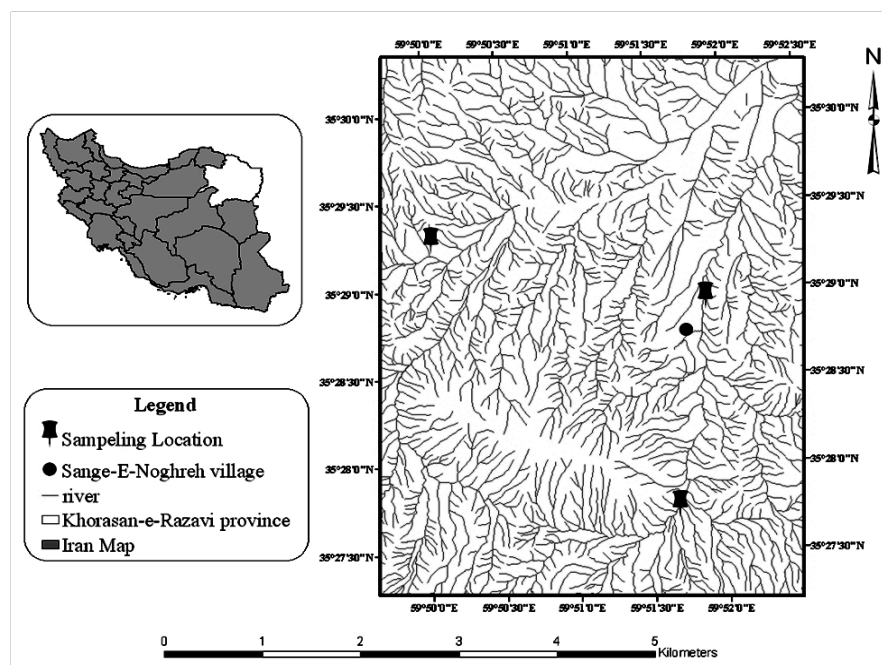 59°50'0"E 59°50'30"E 59°51'0"E 59°51'30"E 59°52'0"E 59°52'30"E
N
35°30'0"N 35°30'0"N
35°29'30"N 35°29'30"N
35°29'0"N 35°29'0"N
35°28'30"N 35°28'30"N
35°28'0"N 35°28'0"N
35°27'30"N 35°27'30"N
Legend
Sampeling Location
Sange-E-Noghreh village
river
Khorasan-e-Razavi province
Iran Map
59°50'0"E 59°50'30"E 59°51'0"E 59°51'30"E 59°52'0"E
0 1 2 3 4 5
Kilometers